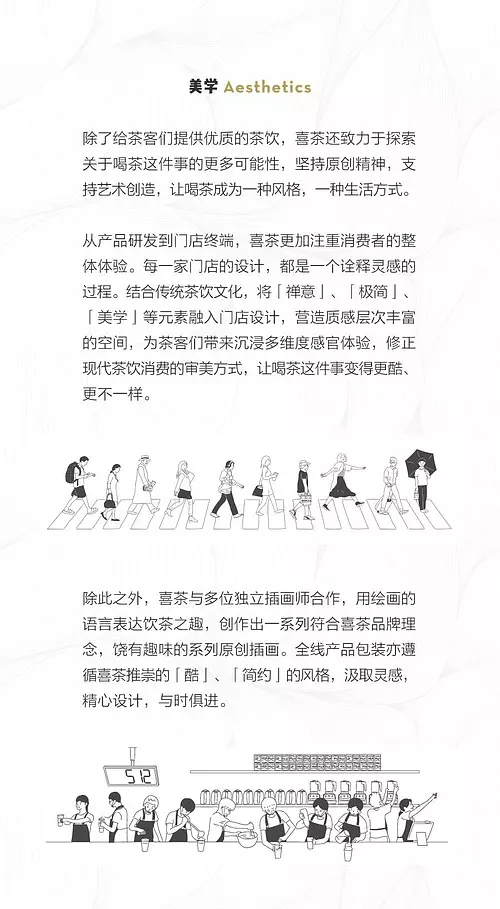 美学 Aesthetics
除了给茶客们提供优质的茶饮，喜茶还致力于探索
关于喝茶这件事的更多可能性，坚持原创精神，支
持艺术创造，让喝茶成为一种风格，一种生活方式。
从产品研发到门店终端，喜茶更加注重消费者的整
体体验。每一家门店的设计，都是一个诠释灵感的
过程。结合传统茶饮文化，将「禅意」、「极简」、
「美学」等元素融入门店设计，营造质感层次丰富
的空间，为茶客们带来沉浸多维度感官体验，修正
现代茶饮消费的审美方式，让喝茶这件事变得更酷、
更不一样。
除此之外，喜茶与多位独立插画师合作，用绘画的
语言表达饮茶之趣，创作出一系列符合喜茶品牌理
念，饶有趣味的系列原创插画。全线产品包装亦遵
循喜茶推崇的「酷」、「简约」的风格，汲取灵感，
精心设计，与时俱进。
512